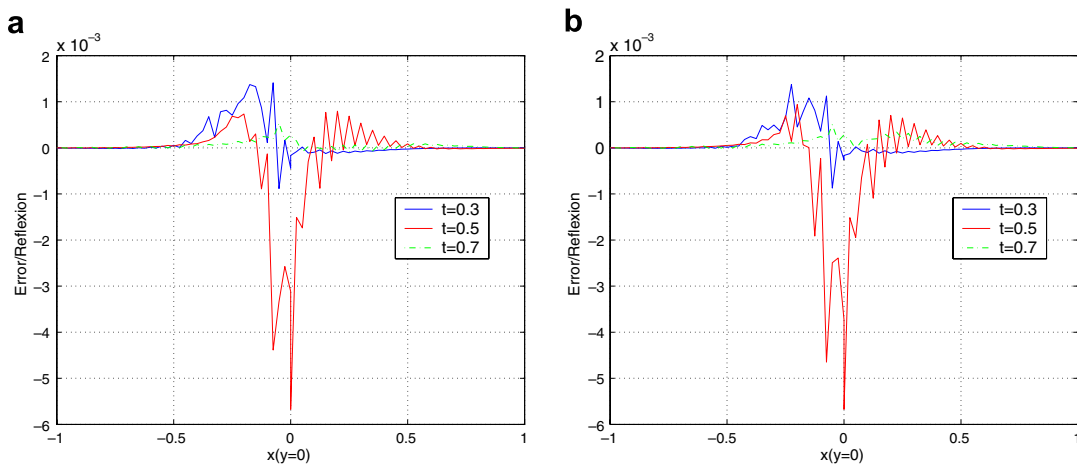 a
x 10⁻³
2
1
0
−1
−2
−3
−4
−5
−6
Error/Reflexion
−1 −0.5 0 0.5 1
x(y=0)
t=0.3
t=0.5
t=0.7
b
x 10⁻³
2
1
0
−1
−2
−3
−4
−5
−6
Error/Reflexion
−1 −0.5 0 0.5 1
x(y=0)
t=0.3
t=0.5
t=0.7